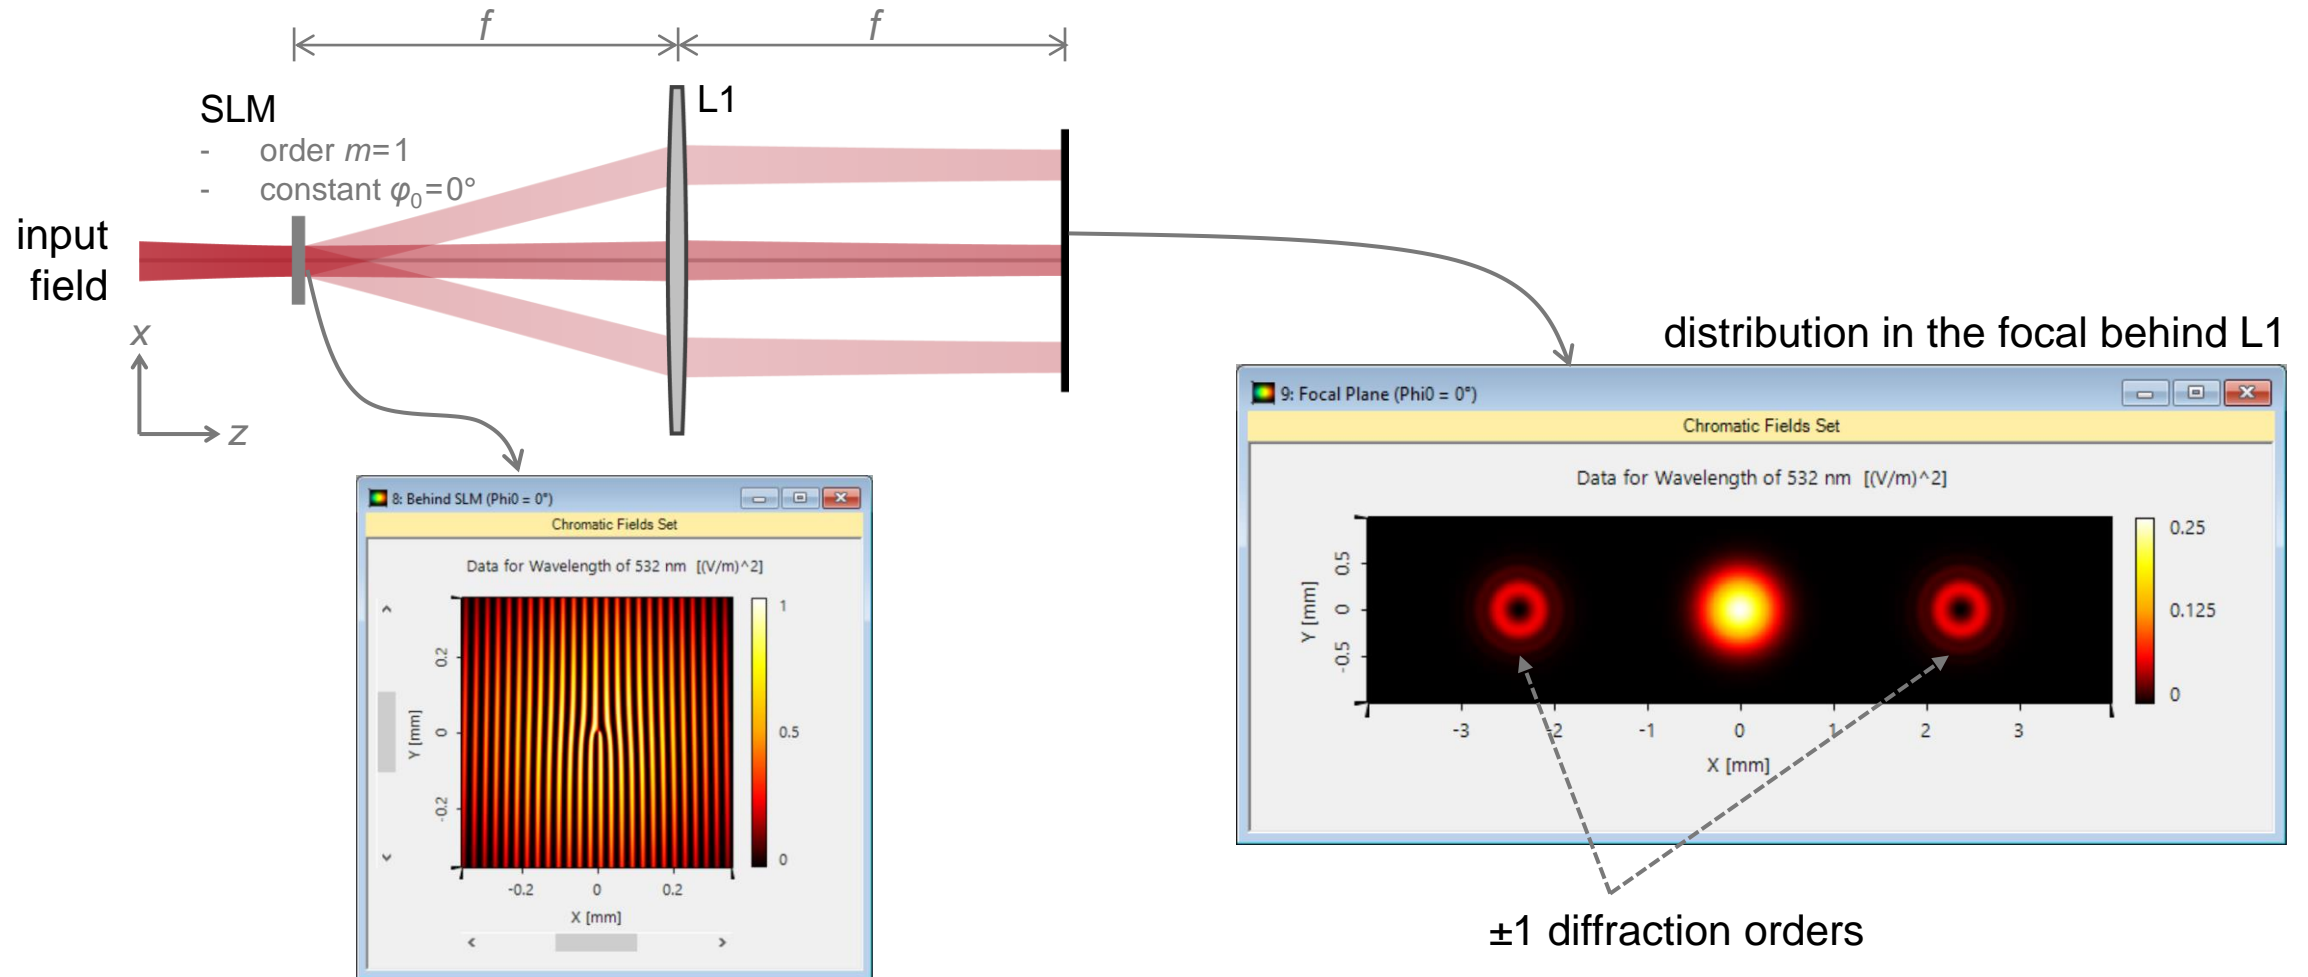 f
f
SLM
- order m=1
- constant φ0=0°
L1
input
field
x
z
distribution in the focal behind L1
8: Behind SLM (Phi0 = 0°)
Chromatic Fields Set
Data for Wavelength of 532 nm [(V/m)^2]
1
0.5
0
0.2
0
-0.2
Y [mm]
-0.2
0
0.2
X [mm]
9: Focal Plane (Phi0 = 0°)
Chromatic Fields Set
Data for Wavelength of 532 nm [(V/m)^2]
0.25
0.125
0
0.5
0
-0.5
Y [mm]
-3
-2
-1
0
1
2
3
X [mm]
±1 diffraction orders